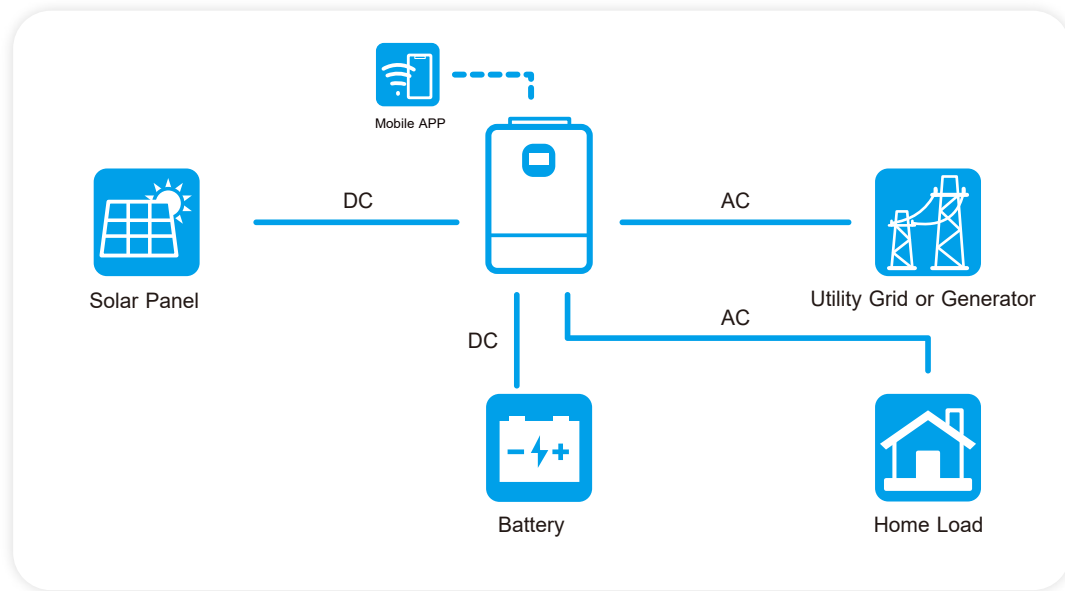 Mobile APP
DC
AC
Solar Panel
Utility Grid or Generator
AC
DC
Battery
Home Load